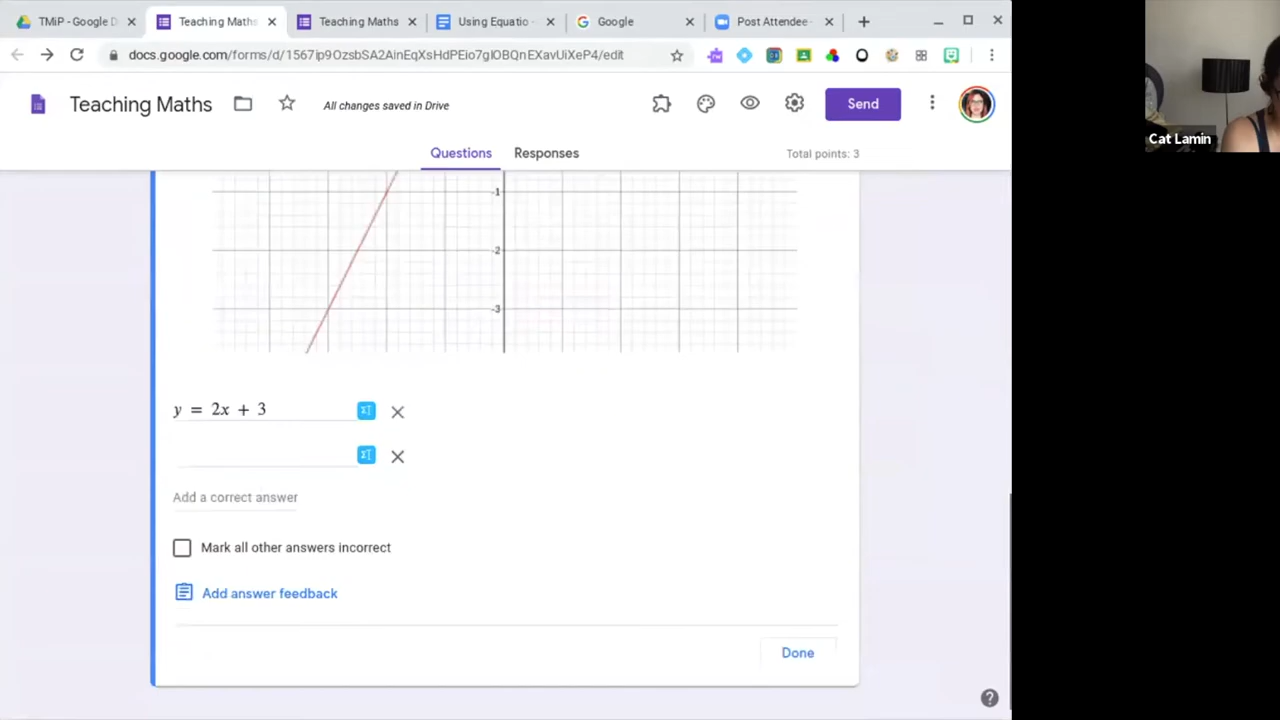 TMiP - Google D
Teaching Maths
Teaching Maths
Using Equatio -
Google
Post Attendee -
docs.google.com/forms/d/1567ip9OzsbSA2AinEqXsHdPEio7glOBQnEXavUiXeP4/edit
Teaching Maths
All changes saved in Drive
Send
Cat Lamin
Questions
Responses
Total points: 3
-1
-2
-3
y = 2x + 3
Add a correct answer
Mark all other answers incorrect
Add answer feedback
Done